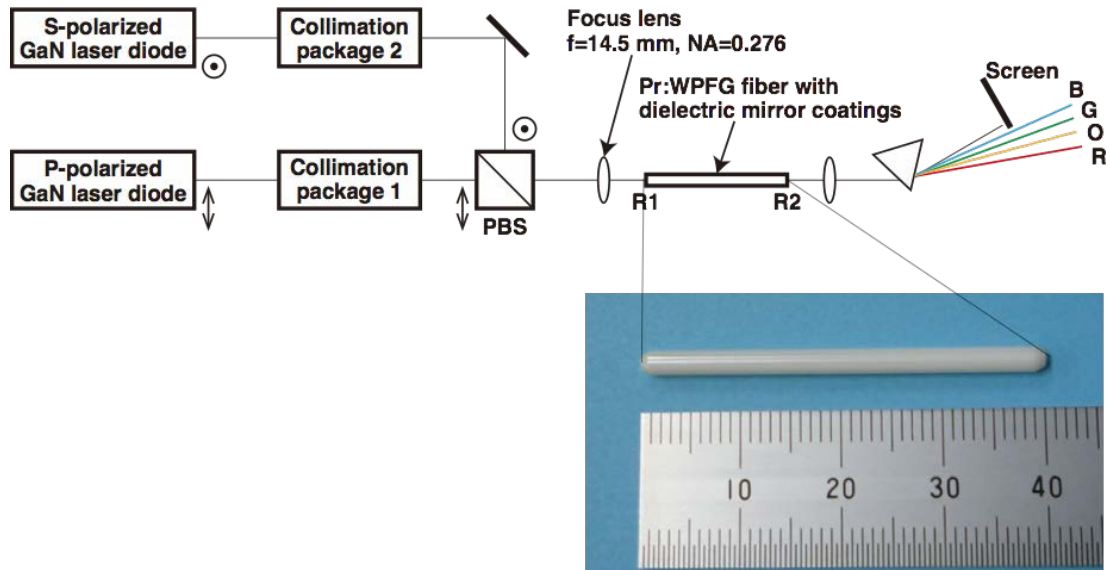 S-polarized
GaN laser diode
Collimation
package 2
Focus lens
f=14.5 mm, NA=0.276
Pr:WPFG fiber with
dielectric mirror coatings
Screen
B
G
O
R
P-polarized
GaN laser diode
Collimation
package 1
PBS
R1
R2
10 20 30 40